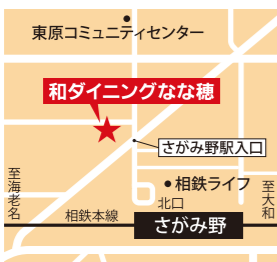 東原コミュニティセンター
和ダイニングなな穂
さがみ野駅入口
相鉄ライフ
北口
至海老名
至大和
相鉄本線
さがみ野